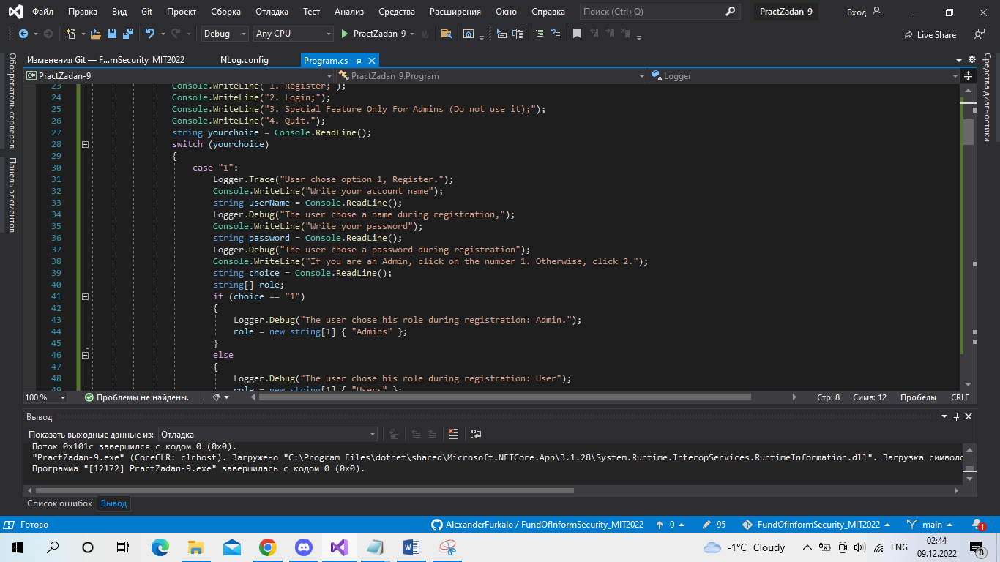 Файл Правка Вид Git Проект Сборка Отладка Тест Анализ Средства Расширения Окно Справка Поиск (Ctrl+Q) PractZadan-9 Вход
Debug Any CPU PractZadan-9 Live Share
Обозреватель серверов
Панель элементов
Средства диагностики
Изменения Git — F...mSecurity_MIT2022 NLog.config Program.cs
C# PractZadan-9 PractZadan_9.Program Logger
23 Console.WriteLine("1. Register;");
24 Console.WriteLine("2. Login;");
25 Console.WriteLine("3. Special Feature Only For Admins (Do not use it);");
26 Console.WriteLine("4. Quit.");
27 string yourchoice = Console.ReadLine();
28 switch (yourchoice)
29 {
30 case "1":
31 Logger.Trace("User chose option 1, Register.");
32 Console.WriteLine("Write your account name");
33 string userName = Console.ReadLine();
34 Logger.Debug("The user chose a name during registration,");
35 Console.WriteLine("Write your password");
36 string password = Console.ReadLine();
37 Logger.Debug("The user chose a password during registration");
38 Console.WriteLine("If you are an Admin, click on the number 1. Otherwise, click 2.");
39 string choice = Console.ReadLine();
40 string[] role;
41 if (choice == "1")
42 {
43 Logger.Debug("The user chose his role during registration: Admin.");
44 role = new string[1] { "Admins" };
45 }
46 else
47 {
48 Logger.Debug("The user chose his role during registration: User");
49 role = new string[1] { "Users" };
100 % Проблемы не найдены. Стр: 8 Симв: 12 Пробелы CRLF
Вывод
Показать выходные данные из: Отладка
Поток 0x101c завершился с кодом 0 (0x0).
"PractZadan-9.exe" (CoreCLR: clrhost). Загружено "C:\Program Files\dotnet\shared\Microsoft.NETCore.App\3.1.28\System.Runtime.InteropServices.RuntimeInformation.dll". Загрузка символо
Программа "[12172] PractZadan-9.exe" завершилась с кодом 0 (0x0).
Список ошибок Вывод
Готово AlexanderFurkalo / FundOfInformSecurity_MIT2022 0 95 FundOfInformSecurity_MIT2022 main 1
-1°C Cloudy ENG 02:44
09.12.2022 8